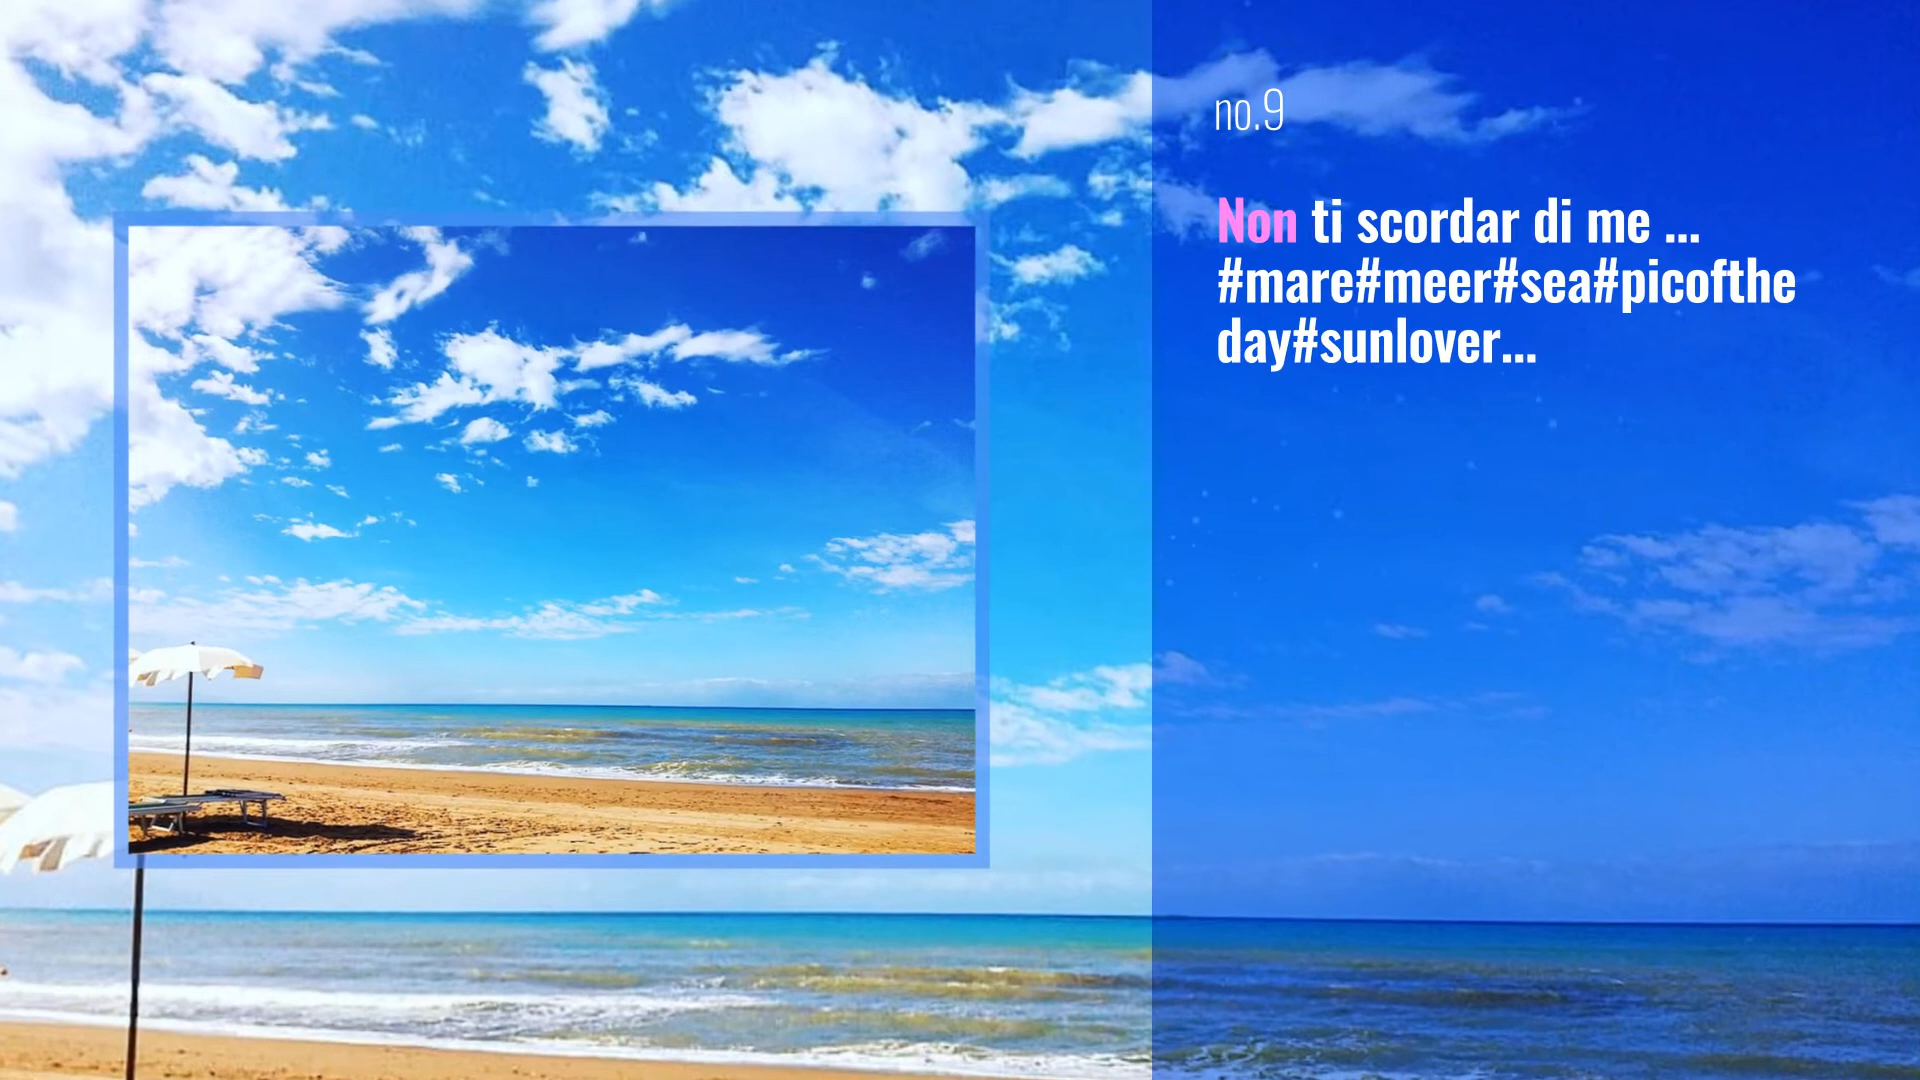 no.9
Non ti scordar di me ...
#mare#meer#sea#picofthe
day#sunlover...